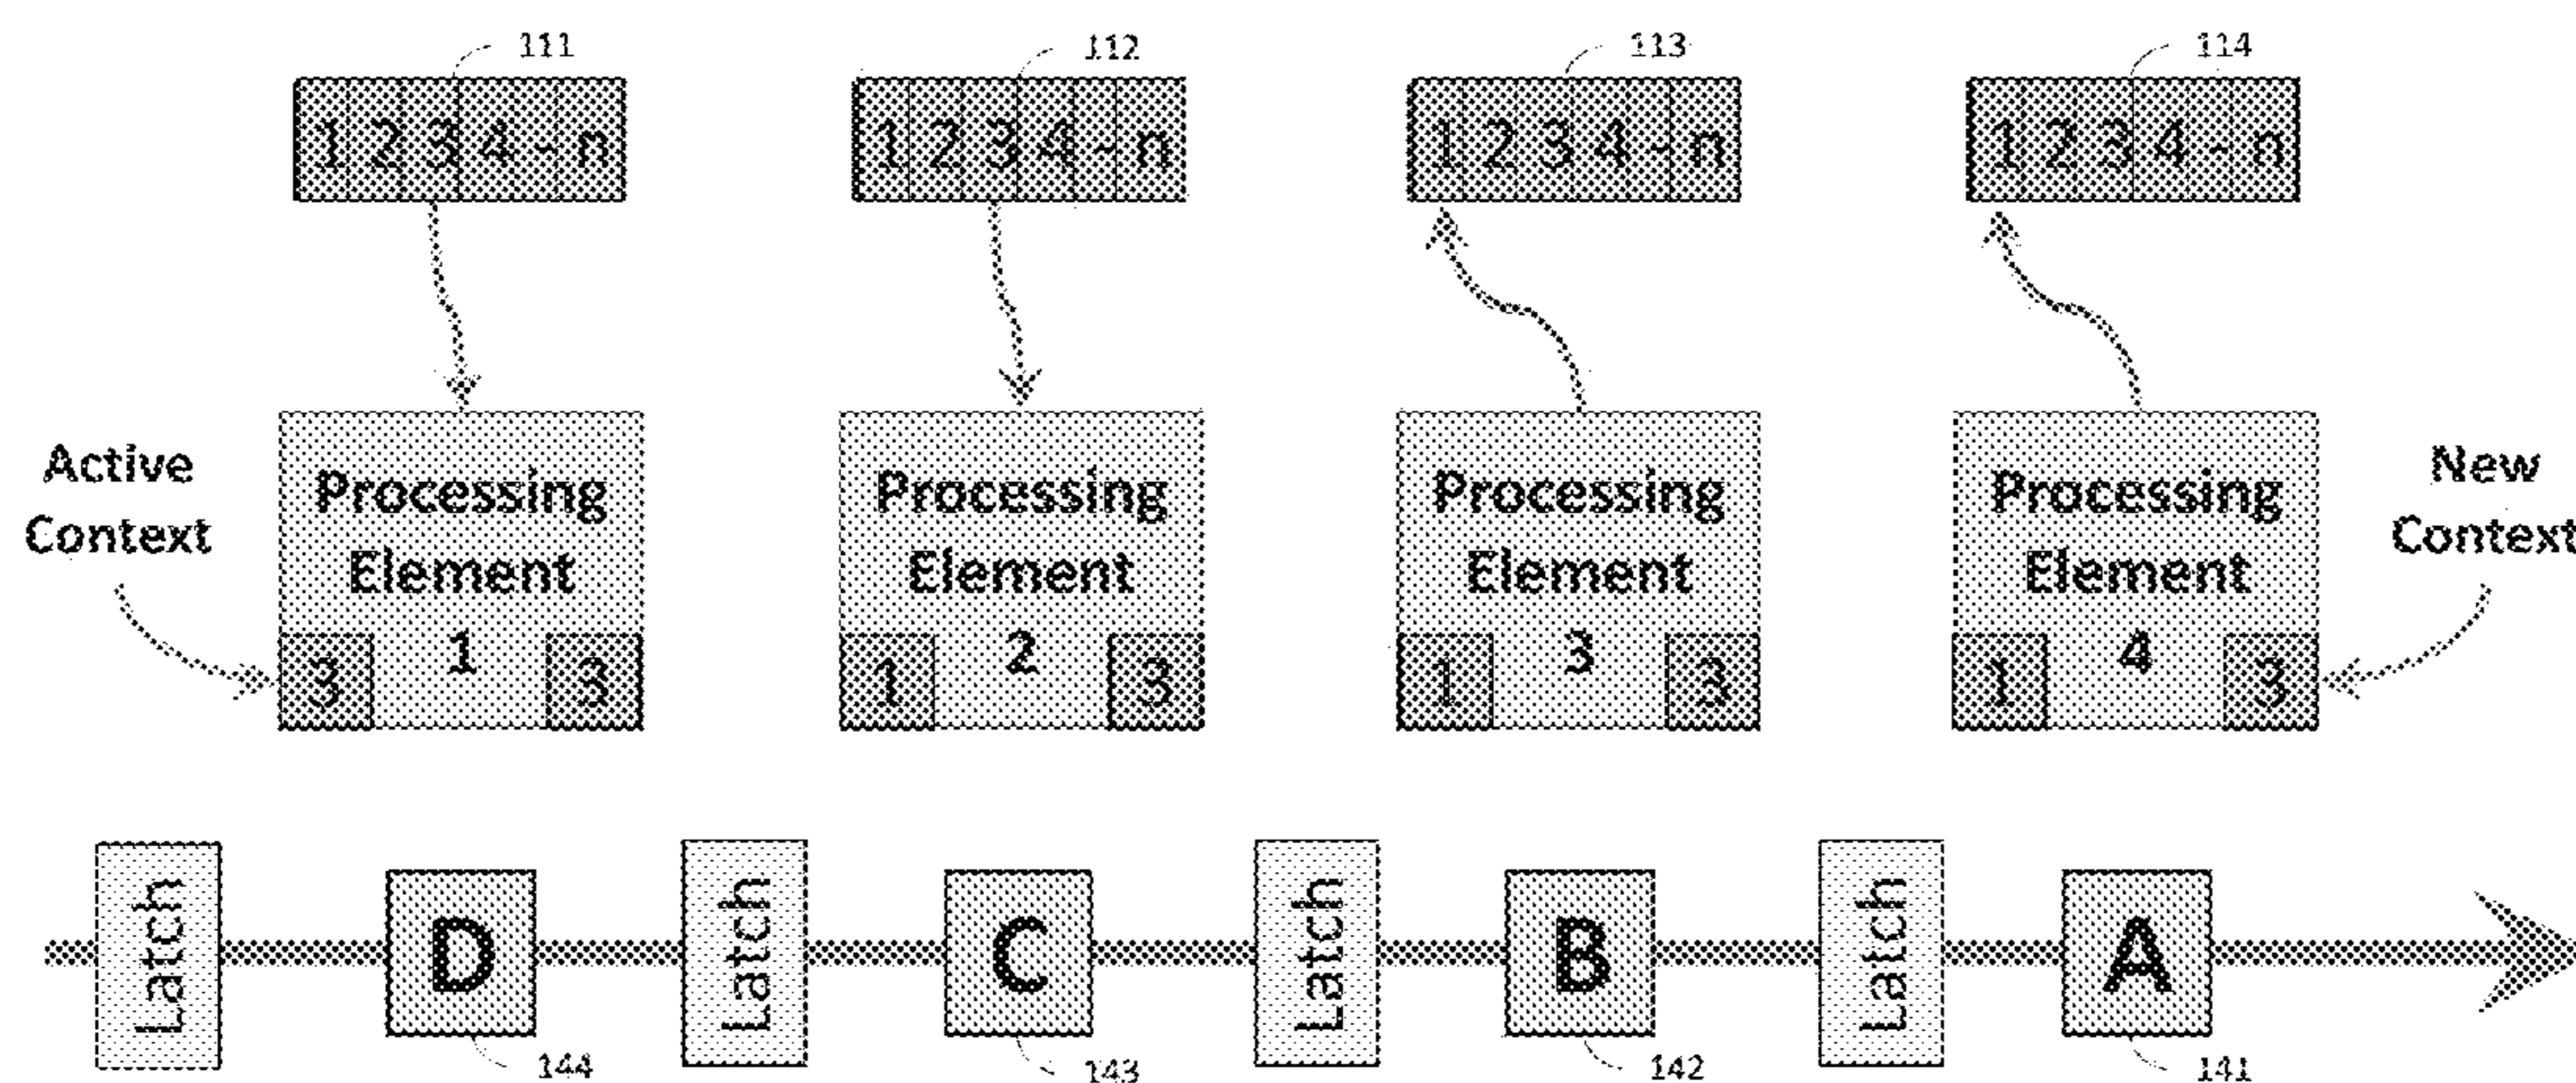 111 112 113 114
1 2 3 4 - n 1 2 3 4 - n 1 2 3 4 - n 1 2 3 4 - n
Active
Context
Processing
Element
1
3 3
Processing
Element
2
1 3
Processing
Element
3
1 3
Processing
Element
4
1 3
New
Context
Latch D Latch C Latch B Latch A
144 143 142 141